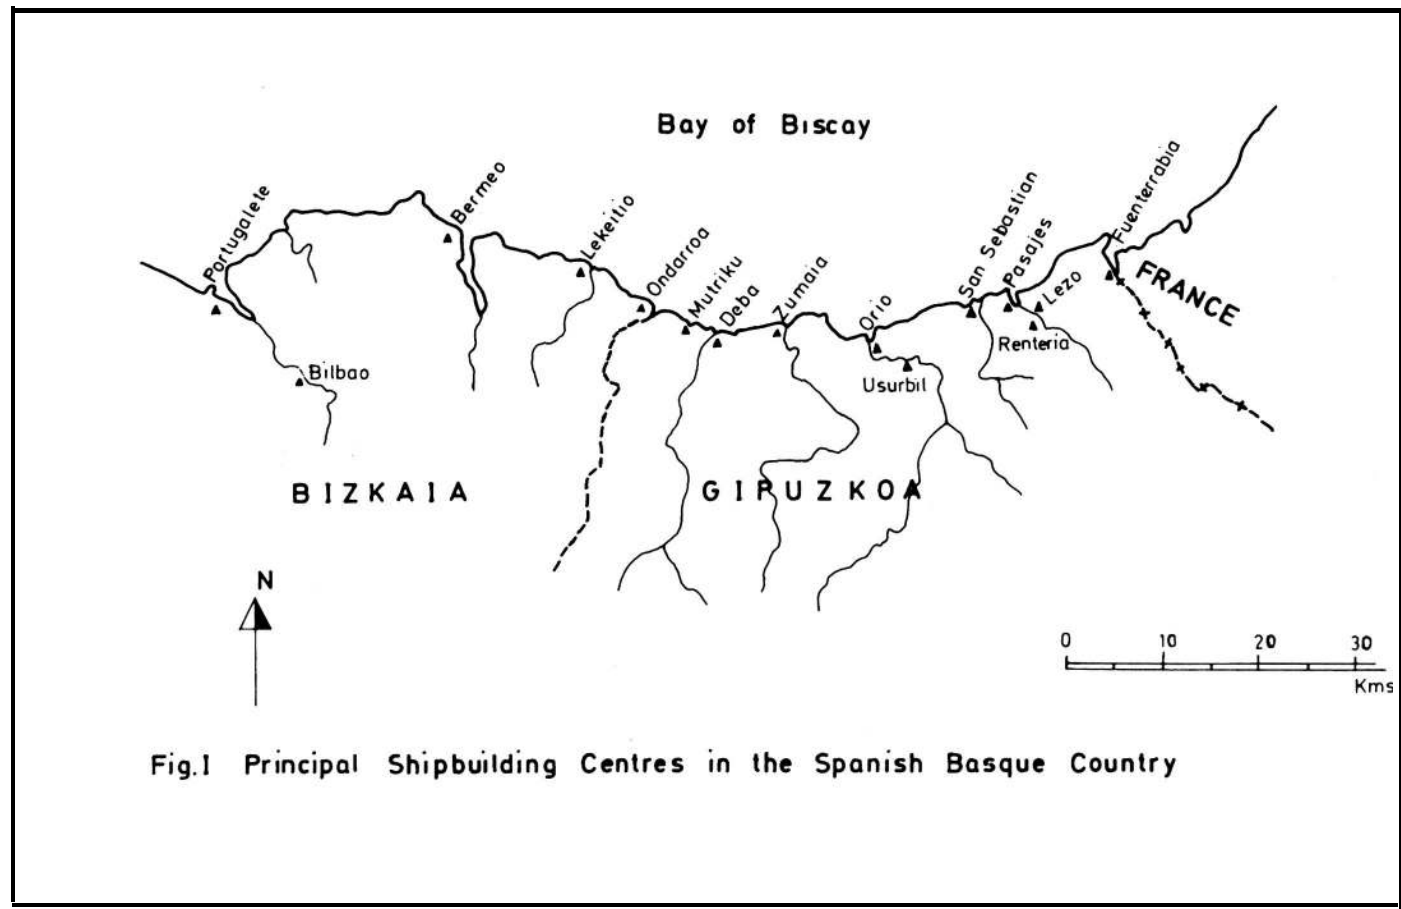 Bay of Biscay
Portugalete
Bermeo
Lekeitio
Ondarroa
Mutriku
Deba
Zumaia
Orio
San Sebastian
Pasajes
Lezo
Fuenterrabia
FRANCE
Renteria
Usurbil
Bilbao
BIZKAIA
GIPUZKOA
N
0 10 20 30
Kms
Fig.1 Principal Shipbuilding Centres in the Spanish Basque Country